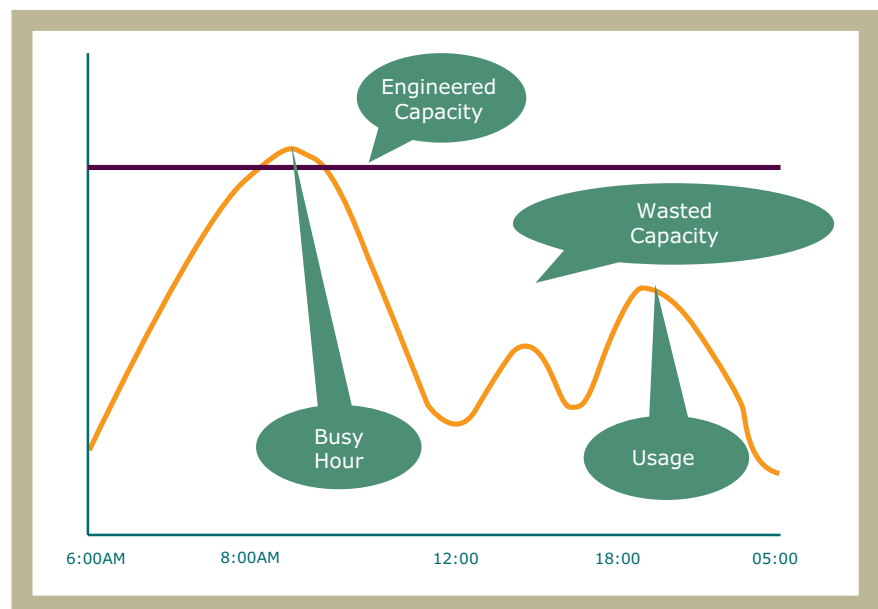 Engineered
Capacity
Wasted
Capacity
Busy
Hour
Usage
6:00AM
8:00AM
12:00
18:00
05:00